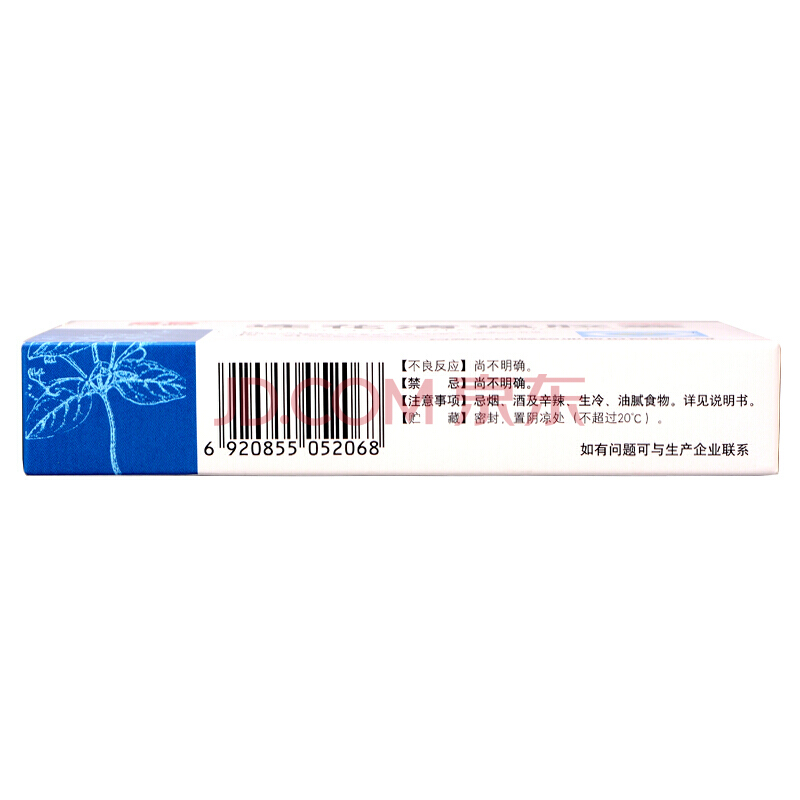 【不良反应】尚不明确。
【禁　　忌】尚不明确。
【注意事项】忌烟、酒及辛辣、生冷、油腻食物。详见说明书。
【贮　　藏】密封，置阴凉处（不超过20℃）。
如有问题可与生产企业联系
6 920855 052068
JD.COM 京东